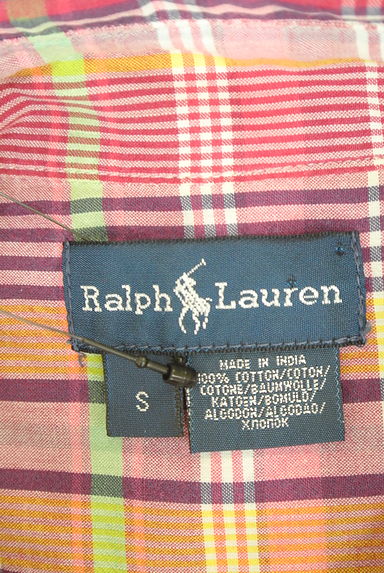 Ralph Lauren
S
MADE IN INDIA
100% COTTON/COTON/
COTONE/BAUMWOLLE/
KATOEN/BOMULD/
ALGODON/ALGODAO/
ХЛОПОК